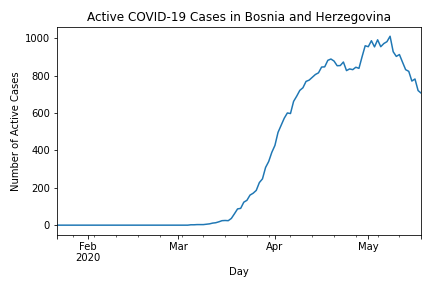 Active COVID-19 Cases in Bosnia and Herzegovina
Number of Active Cases
1000
800
600
400
200
0
Feb
2020
Mar
Apr
May
Day